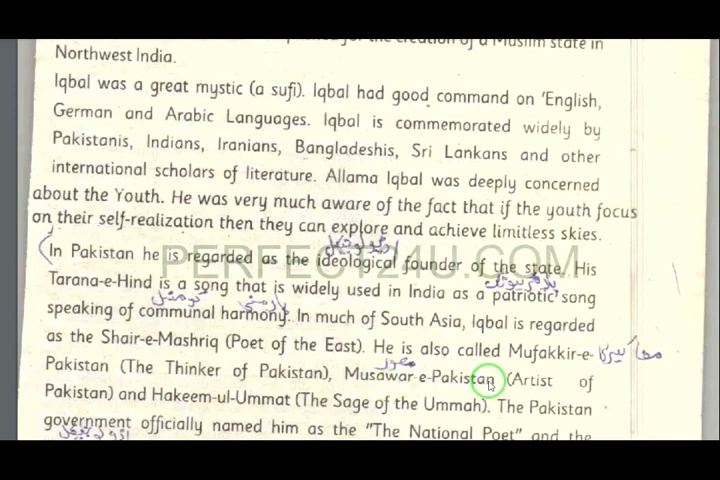 for the creation of a Muslim state in
Northwest India.
Iqbal was a great mystic (a sufi). Iqbal had good command on 'English,
German and Arabic Languages. Iqbal is commemorated widely by
Pakistanis, Indians, Iranians, Bangladeshis, Sri Lankans and other
international scholars of literature. Allama Iqbal was deeply concerned
about the Youth. He was very much aware of the fact that if the youth focus
on their self-realization then they can explore and achieve limitless skies.
In Pakistan he is regarded as the ideological founder of the state. His
PERFECT24U.COM
Tarana-e-Hind is a song that is widely used in India as a patriotic song
speaking of communal harmony. In much of South Asia, Iqbal is regarded
as the Shair-e-Mashriq (Poet of the East). He is also called Mufakkir-e-
مصور
Pakistan (The Thinker of Pakistan), Musawar-e-Pakistan (Artist of
Pakistan) and Hakeem-ul-Ummat (The Sage of the Ummah). The Pakistan
government officially named him as the "The National Poet" and the